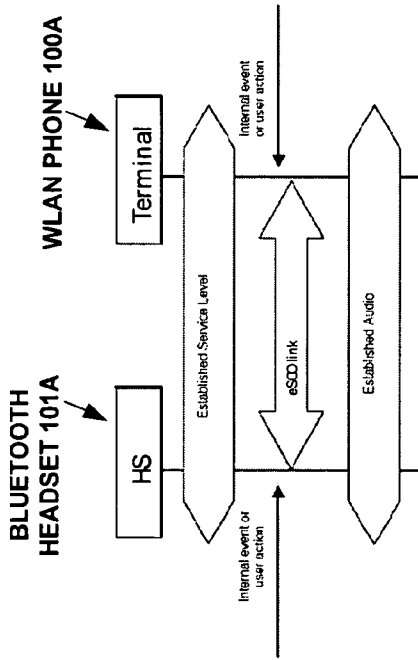 BLUETOOTH
HEADSET 101A
WLAN PHONE 100A
HS
Terminal
Established Service Level
Internal event of
user action
Internal event
or user action
eSCO link
Established Audio